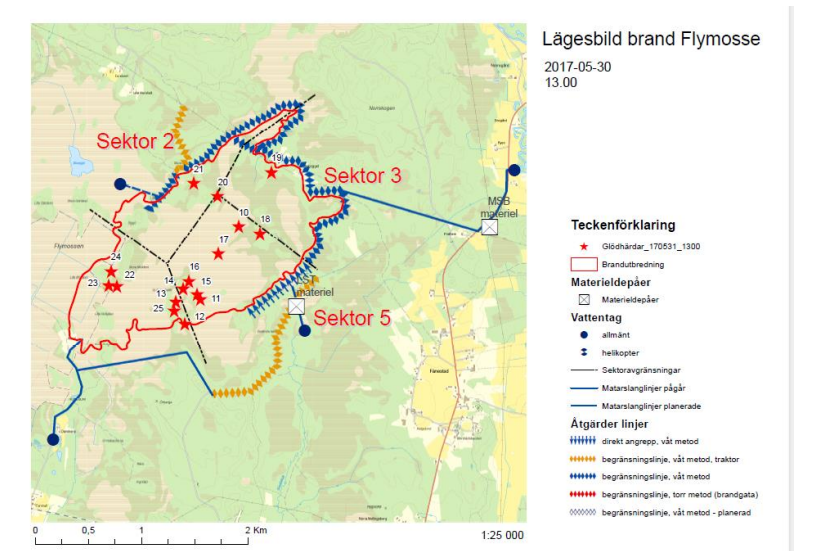 Lägesbild brand Flymosse
2017-05-30
13.00
Sektor 2
Sektor 3
Sektor 5
21
20
19
10
18
17
24
23
22
16
14
15
13
11
25
12
MSB
materiel
materiel
Flymossen
Färnestad
Teckenförklaring
Glödhärdar_170531_1300
Brandutbredning
Materieldepåer
Materieldepåer
Vattentag
allmänt
helikopter
Sektoravgränsningar
Matarslanglinjer pågår
Matarslanglinjer planerade
Åtgärder linjer
direkt angrepp, våt metod
begränsningslinje, våt metod, traktor
begränsningslinje, våt metod
begränsningslinje, torr metod (brandgata)
begränsningslinje, våt metod - planerad
0 0,5 1 2 Km
1:25 000